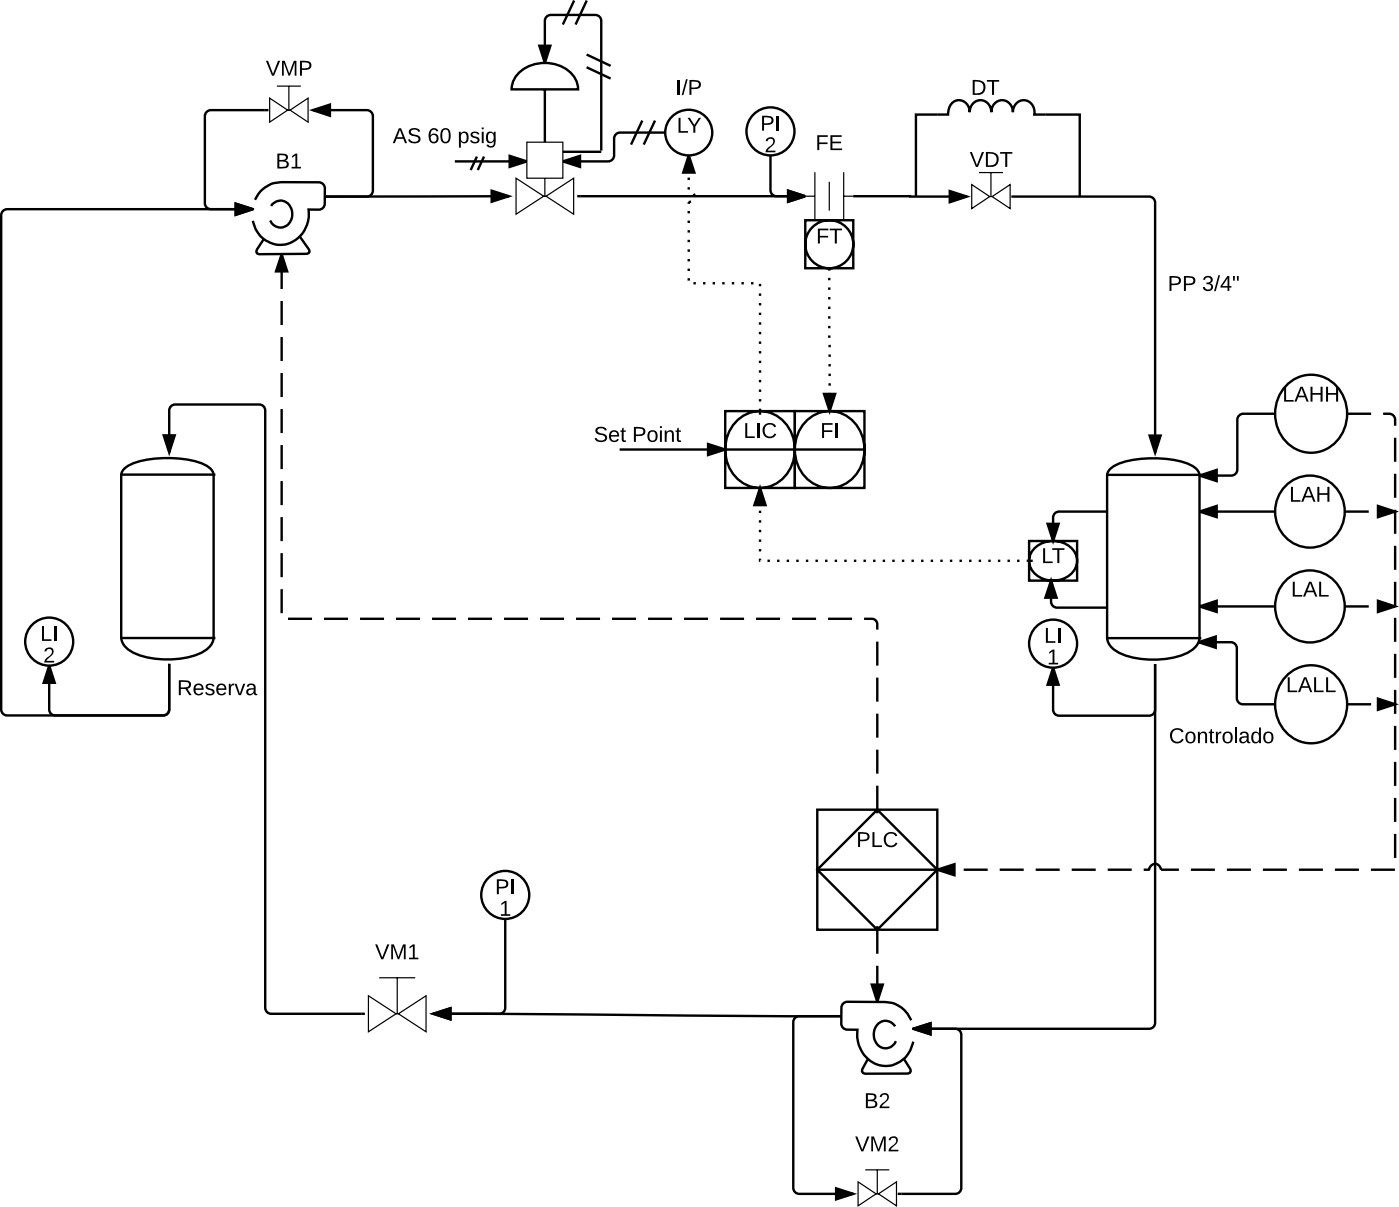 VMP
I/P
DT
LY
PI
2
AS 60 psig
FE
B1
VDT
FT
PP 3/4"
LAHH
Set Point
LIC
FI
LAH
LT
LAL
LI
2
LI
1
Reserva
LALL
Controlado
PLC
PI
1
VM1
B2
VM2